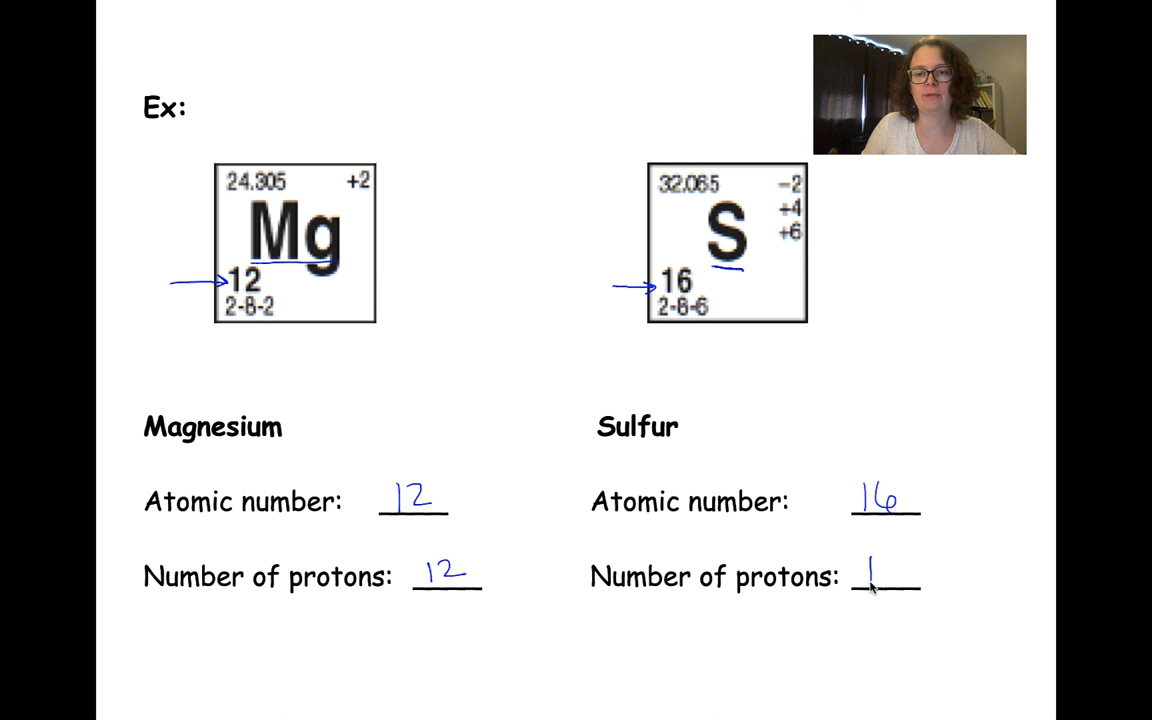 Ex:
24.305 +2
Mg
12
2-8-2
32.065 -2
+4
S
+6
16
2-8-6
Magnesium
Atomic number: 12
Number of protons: 12
Sulfur
Atomic number: 16
Number of protons: 1